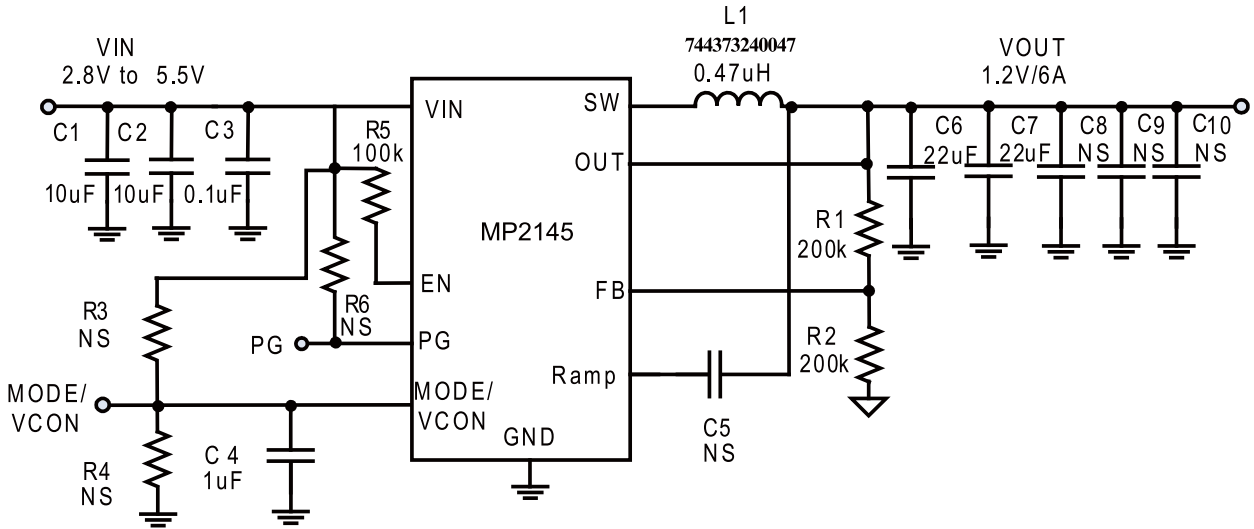 L1
744373240047
0.47uH
VIN
2.8V to 5.5V
VOUT
1.2V/6A
C1
10uF
C2
10uF
C3
0.1uF
R5
100k
VIN
SW
OUT
MP2145
EN
FB
PG
Ramp
MODE/
VCON
GND
C6
22uF
C7
22uF
C8
NS
C9
NS
C10
NS
R1
200k
R2
200k
R3
NS
R6
NS
PG
MODE/
VCON
R4
NS
C 4
1uF
C5
NS